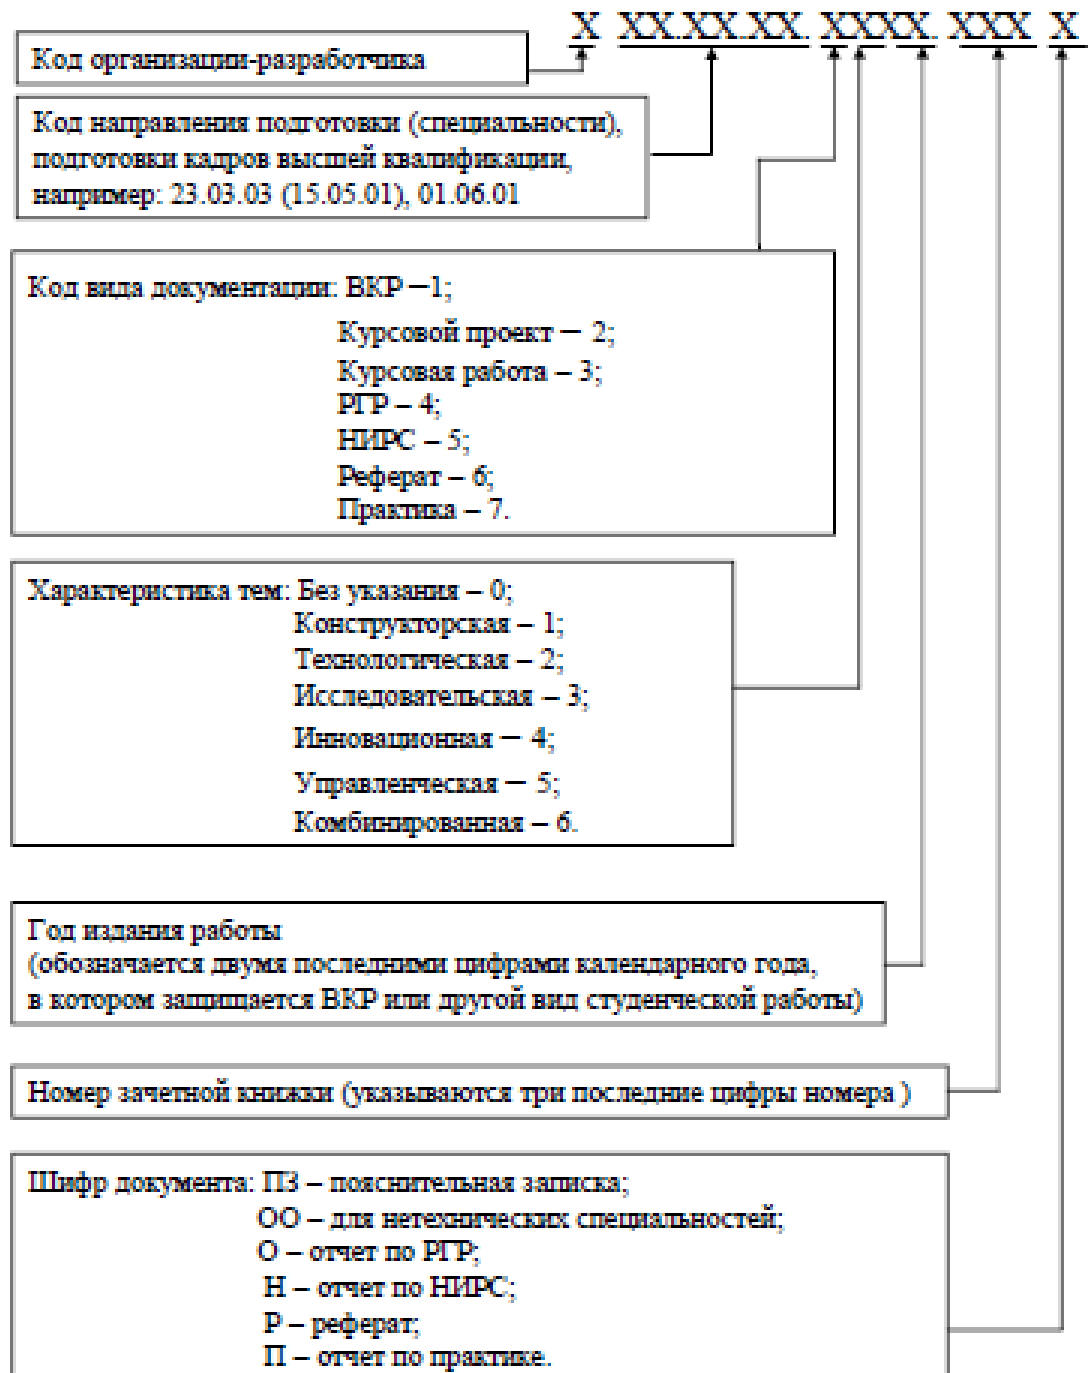 X XX.XX.XX. XXXX. XXX X
Код организации-разработчика
Код направления подготовки (специальности),
подготовки кадров высшей квалификации,
например: 23.03.03 (15.05.01), 01.06.01
Код вида документации: ВКР —1;
Курсовой проект — 2;
Курсовая работа – 3;
РГР – 4;
НИРС – 5;
Реферат – 6;
Практика – 7.
Характеристика тем: Без указания – 0;
Конструкторская – 1;
Технологическая – 2;
Исследовательская – 3;
Инновационная — 4;
Управленческая — 5;
Комбинированная – 6.
Год издания работы
(обозначается двумя последними цифрами календарного года,
в котором защищается ВКР или другой вид студенческой работы)
Номер зачетной книжки (указываются три последние цифры номера )
Шифр документа: ПЗ – пояснительная записка;
ОО – для нетехнических специальностей;
О – отчет по РГР;
Н – отчет по НИРС;
Р – реферат;
П – отчет по практике.